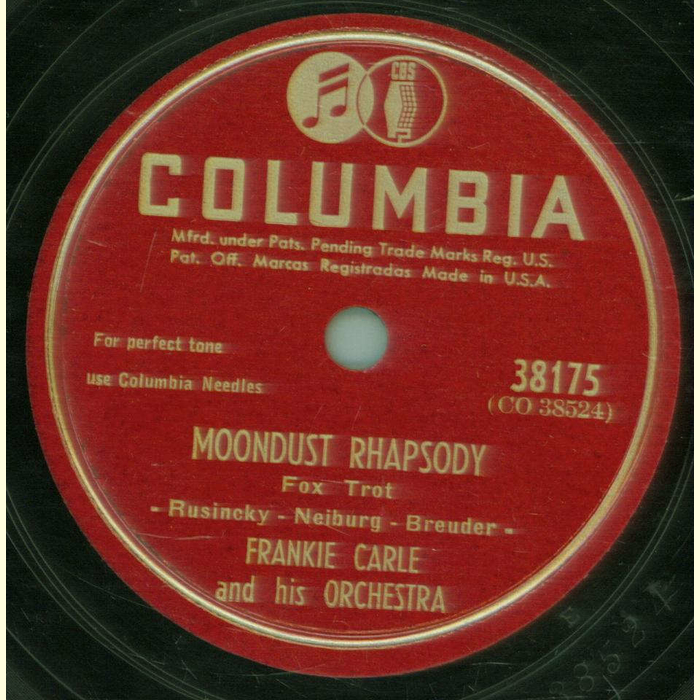 CBS
COLUMBIA
Mfrd. under Pats. Pending Trade Marks Reg. U.S.
Pat. Off. Marcas Registradas Made in U.S.A.
For perfect tone
use Columbia Needles
38175
(CO 38524)
MOONDUST RHAPSODY
Fox Trot
- Rusincky - Neiburg - Breuder -
FRANKIE CARLE
and his ORCHESTRA